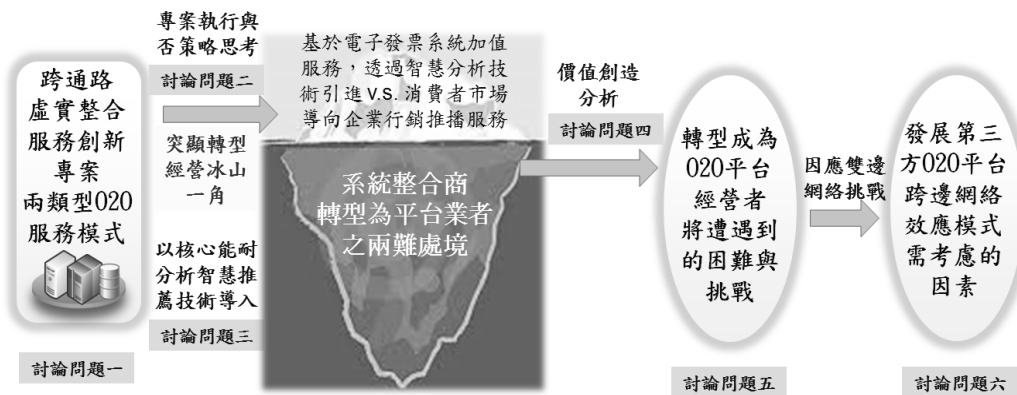 跨通路
虛實整合
服務創新
專案
兩類型O2O
服務模式
討論問題一
專案執行與
否策略思考
討論問題二
突顯轉型
經營冰山
一角
以核心能耐
分析智慧推
薦技術導入
討論問題三
基於電子發票系統加值
服務，透過智慧分析技
術引進 V.S. 消費者市場
導向企業行銷推播服務
系統整合商
轉型為平台業者
之兩難處境
價值創造
分析
討論問題四
轉型成為
O2O平台
經營者
將遭遇到
的困難與
挑戰
討論問題五
因應雙邊
網絡挑戰
發展第三
方O2O平台
跨邊網絡
效應模式
需考慮的
因素
討論問題六